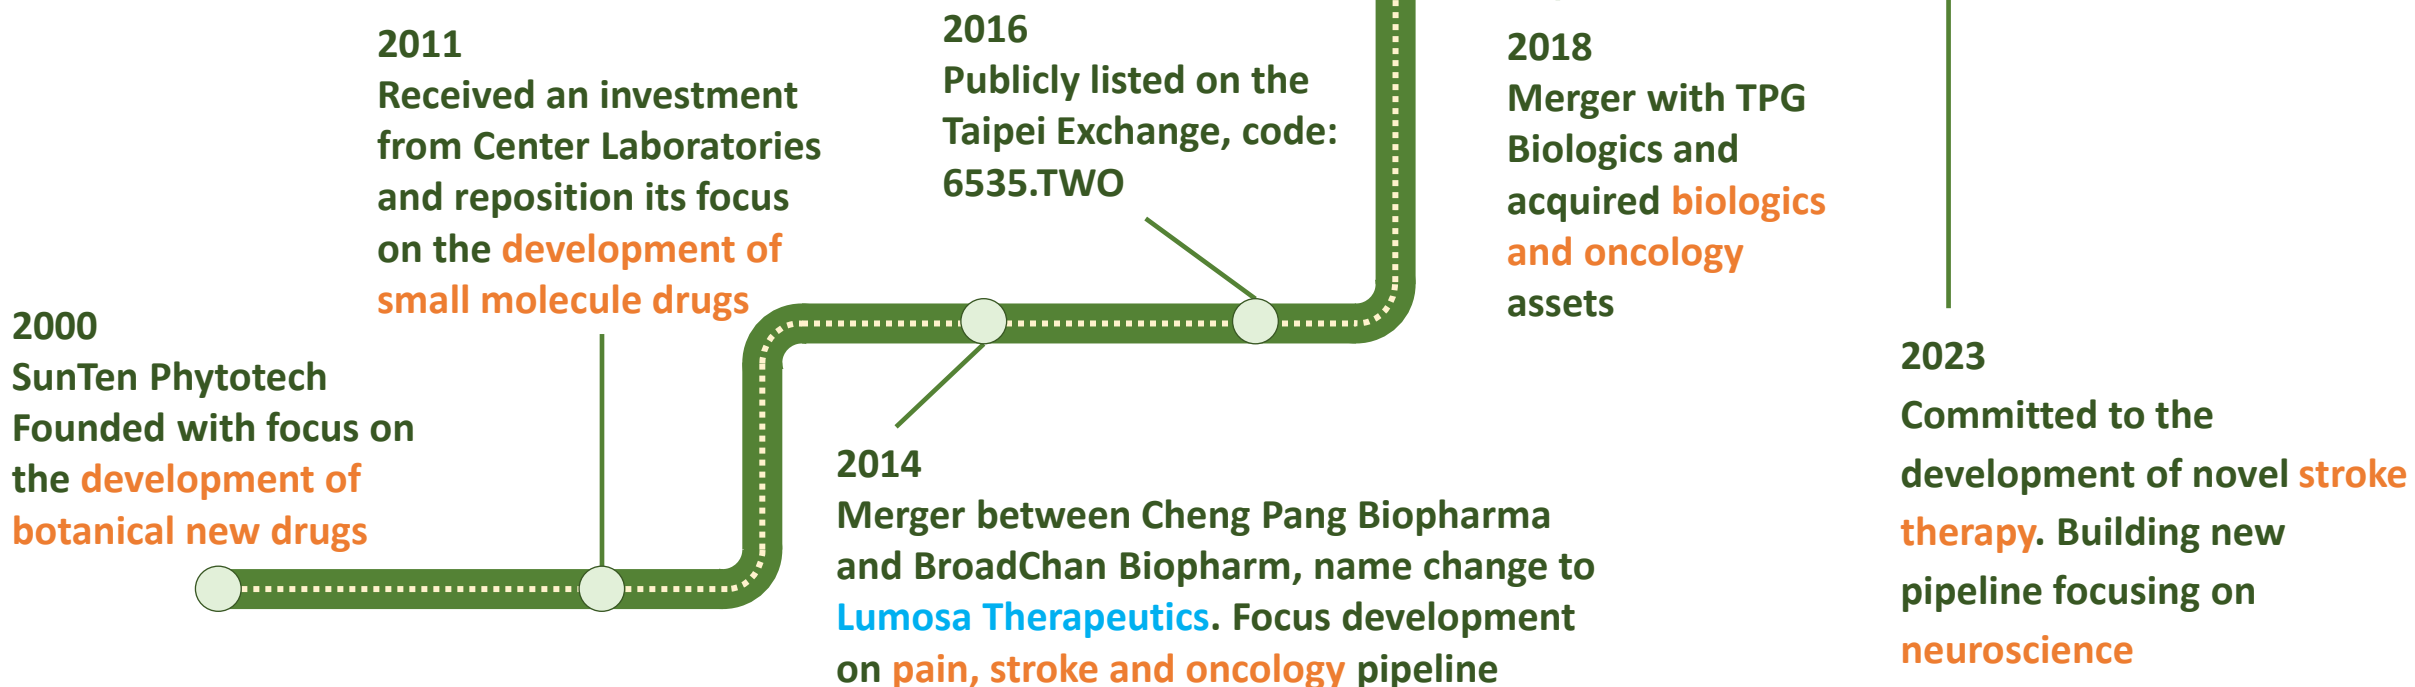 2000
SunTen Phytotech
Founded with focus on
the development of
botanical new drugs
2011
Received an investment
from Center Laboratories
and reposition its focus
on the development of
small molecule drugs
2014
Merger between Cheng Pang Biopharma
and BroadChan Biopharm, name change to
Lumosa Therapeutics. Focus development
on pain, stroke and oncology pipeline
2016
Publicly listed on the
Taipei Exchange, code:
6535.TWO
2018
Merger with TPG
Biologics and
acquired biologics
and oncology
assets
2023
Committed to the
development of novel stroke
therapy. Building new
pipeline focusing on
neuroscience